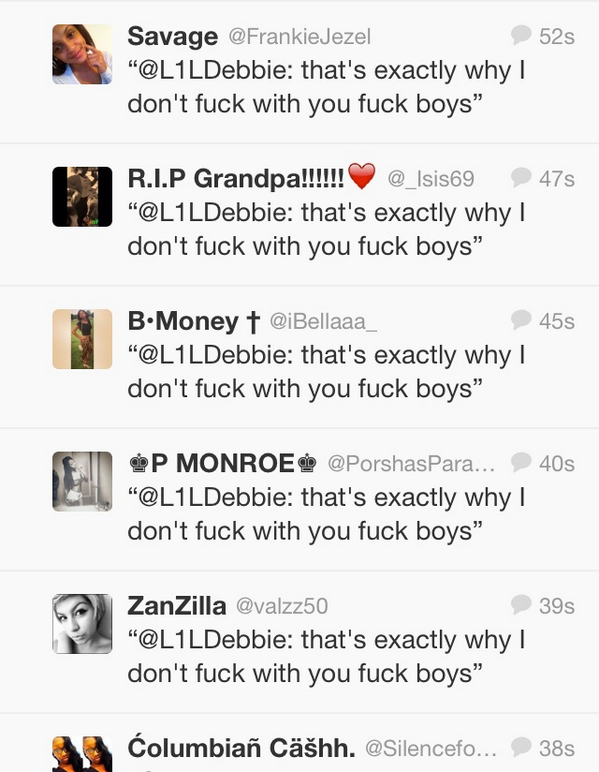 Savage @FrankieJezel 52s
“@L1LDebbie: that's exactly why I
don't fuck with you fuck boys”
R.I.P Grandpa!!!!!!❤️ @_Isis69 47s
“@L1LDebbie: that's exactly why I
don't fuck with you fuck boys”
B•Money † @iBellaaa_ 45s
“@L1LDebbie: that's exactly why I
don't fuck with you fuck boys”
♚P MONROE♚ @PorshasPara... 40s
“@L1LDebbie: that's exactly why I
don't fuck with you fuck boys”
ZanZilla @valzz50 39s
“@L1LDebbie: that's exactly why I
don't fuck with you fuck boys”
Ćolumbiañ Cäšhh. @Silencefo... 38s